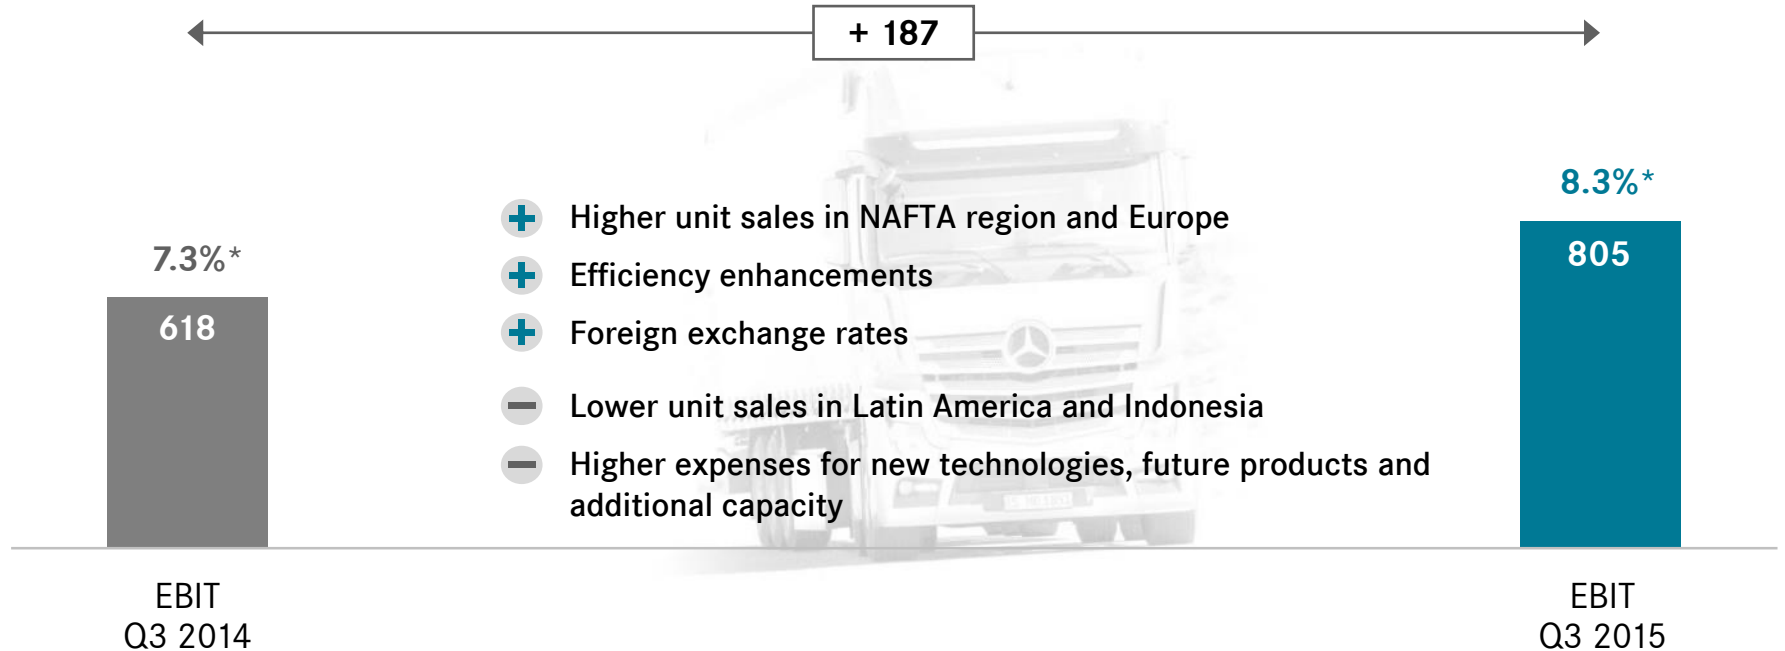 + 187
8.3%*
7.3%*
805
618
Higher unit sales in NAFTA region and Europe
Efficiency enhancements
Foreign exchange rates
Lower unit sales in Latin America and Indonesia
Higher expenses for new technologies, future products and
additional capacity
EBIT
Q3 2014
EBIT
Q3 2015